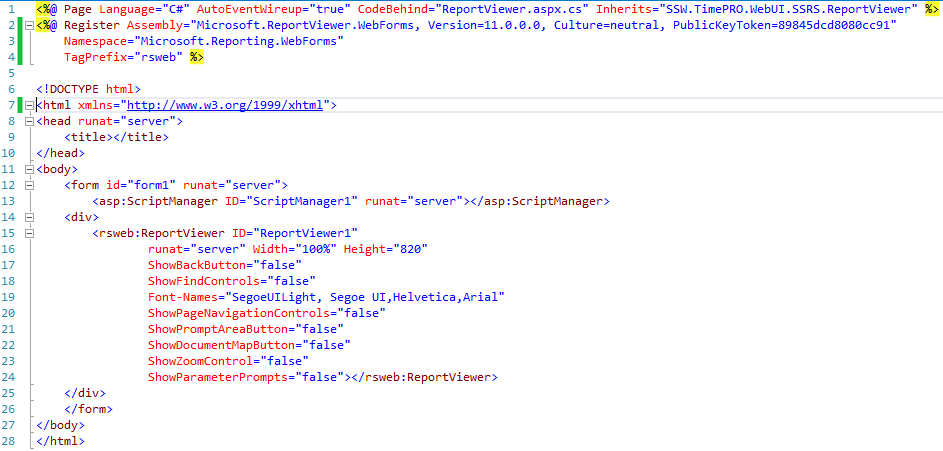 1 <%@ Page Language="C#" AutoEventWireup="true" CodeBehind="ReportViewer.aspx.cs" Inherits="SSW.TimePRO.WebUI.SSRS.ReportViewer" %>
2 <%@ Register Assembly="Microsoft.ReportViewer.WebForms, Version=11.0.0.0, Culture=neutral, PublicKeyToken=89845dcd8080cc91"
3     Namespace="Microsoft.Reporting.WebForms"
4     TagPrefix="rsweb" %>
5
6 <!DOCTYPE html>
7 <html xmlns="http://www.w3.org/1999/xhtml">
8 <head runat="server">
9     <title></title>
10 </head>
11 <body>
12     <form id="form1" runat="server">
13         <asp:ScriptManager ID="ScriptManager1" runat="server"></asp:ScriptManager>
14     <div>
15         <rsweb:ReportViewer ID="ReportViewer1"
16                 runat="server" Width="100%" Height="820"
17                 ShowBackButton="false"
18                 ShowFindControls="false"
19                 Font-Names="SegoeUILight, Segoe UI,Helvetica,Arial"
20                 ShowPageNavigationControls="false"
21                 ShowPromptAreaButton="false"
22                 ShowDocumentMapButton="false"
23                 ShowZoomControl="false"
24                 ShowParameterPrompts="false"></rsweb:ReportViewer>
25     </div>
26     </form>
27 </body>
28 </html>